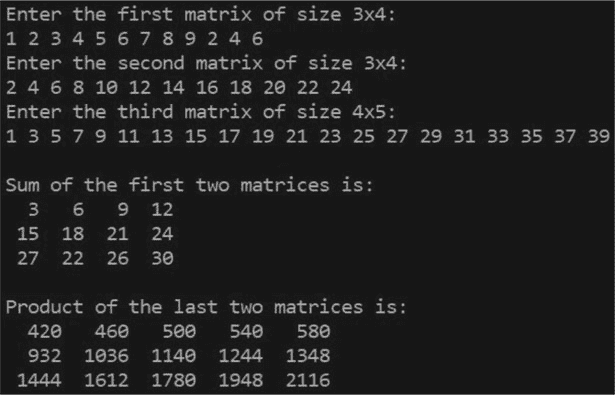 Enter the first matrix of size 3x4:
1 2 3 4 5 6 7 8 9 2 4 6
Enter the second matrix of size 3x4:
2 4 6 8 10 12 14 16 18 20 22 24
Enter the third matrix of size 4x5:
1 3 5 7 9 11 13 15 17 19 21 23 25 27 29 31 33 35 37 39
Sum of the first two matrices is:
3 6 9 12
15 18 21 24
27 22 26 30
Product of the last two matrices is:
420 460 500 540 580
932 1036 1140 1244 1348
1444 1612 1780 1948 2116